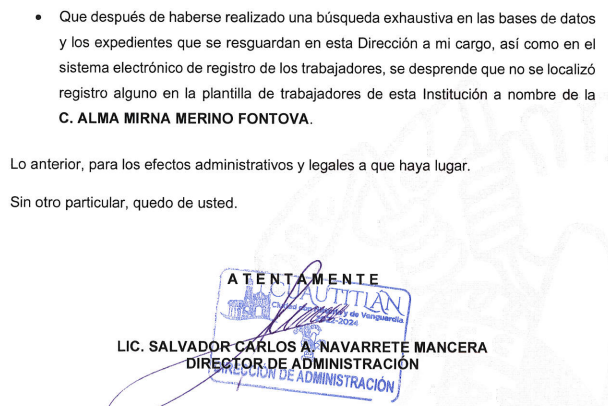 • Que después de haberse realizado una búsqueda exhaustiva en las bases de datos
y los expedientes que se resguardan en esta Dirección a mi cargo, así como en el
sistema electrónico de registro de los trabajadores, se desprende que no se localizó
registro alguno en la plantilla de trabajadores de esta Institución a nombre de la
C. ALMA MIRNA MERINO FONTOVA.
Lo anterior, para los efectos administrativos y legales a que haya lugar.
Sin otro particular, quedo de usted.
A T E N T A M E N T E
CUAUTITLÁN
Ciudad con y de Vanguardia
2022-2024
LIC. SALVADOR CARLOS A. NAVARRETE MANCERA
DIRECTOR DE ADMINISTRACIÓN
DIRECCIÓN DE ADMINISTRACIÓN